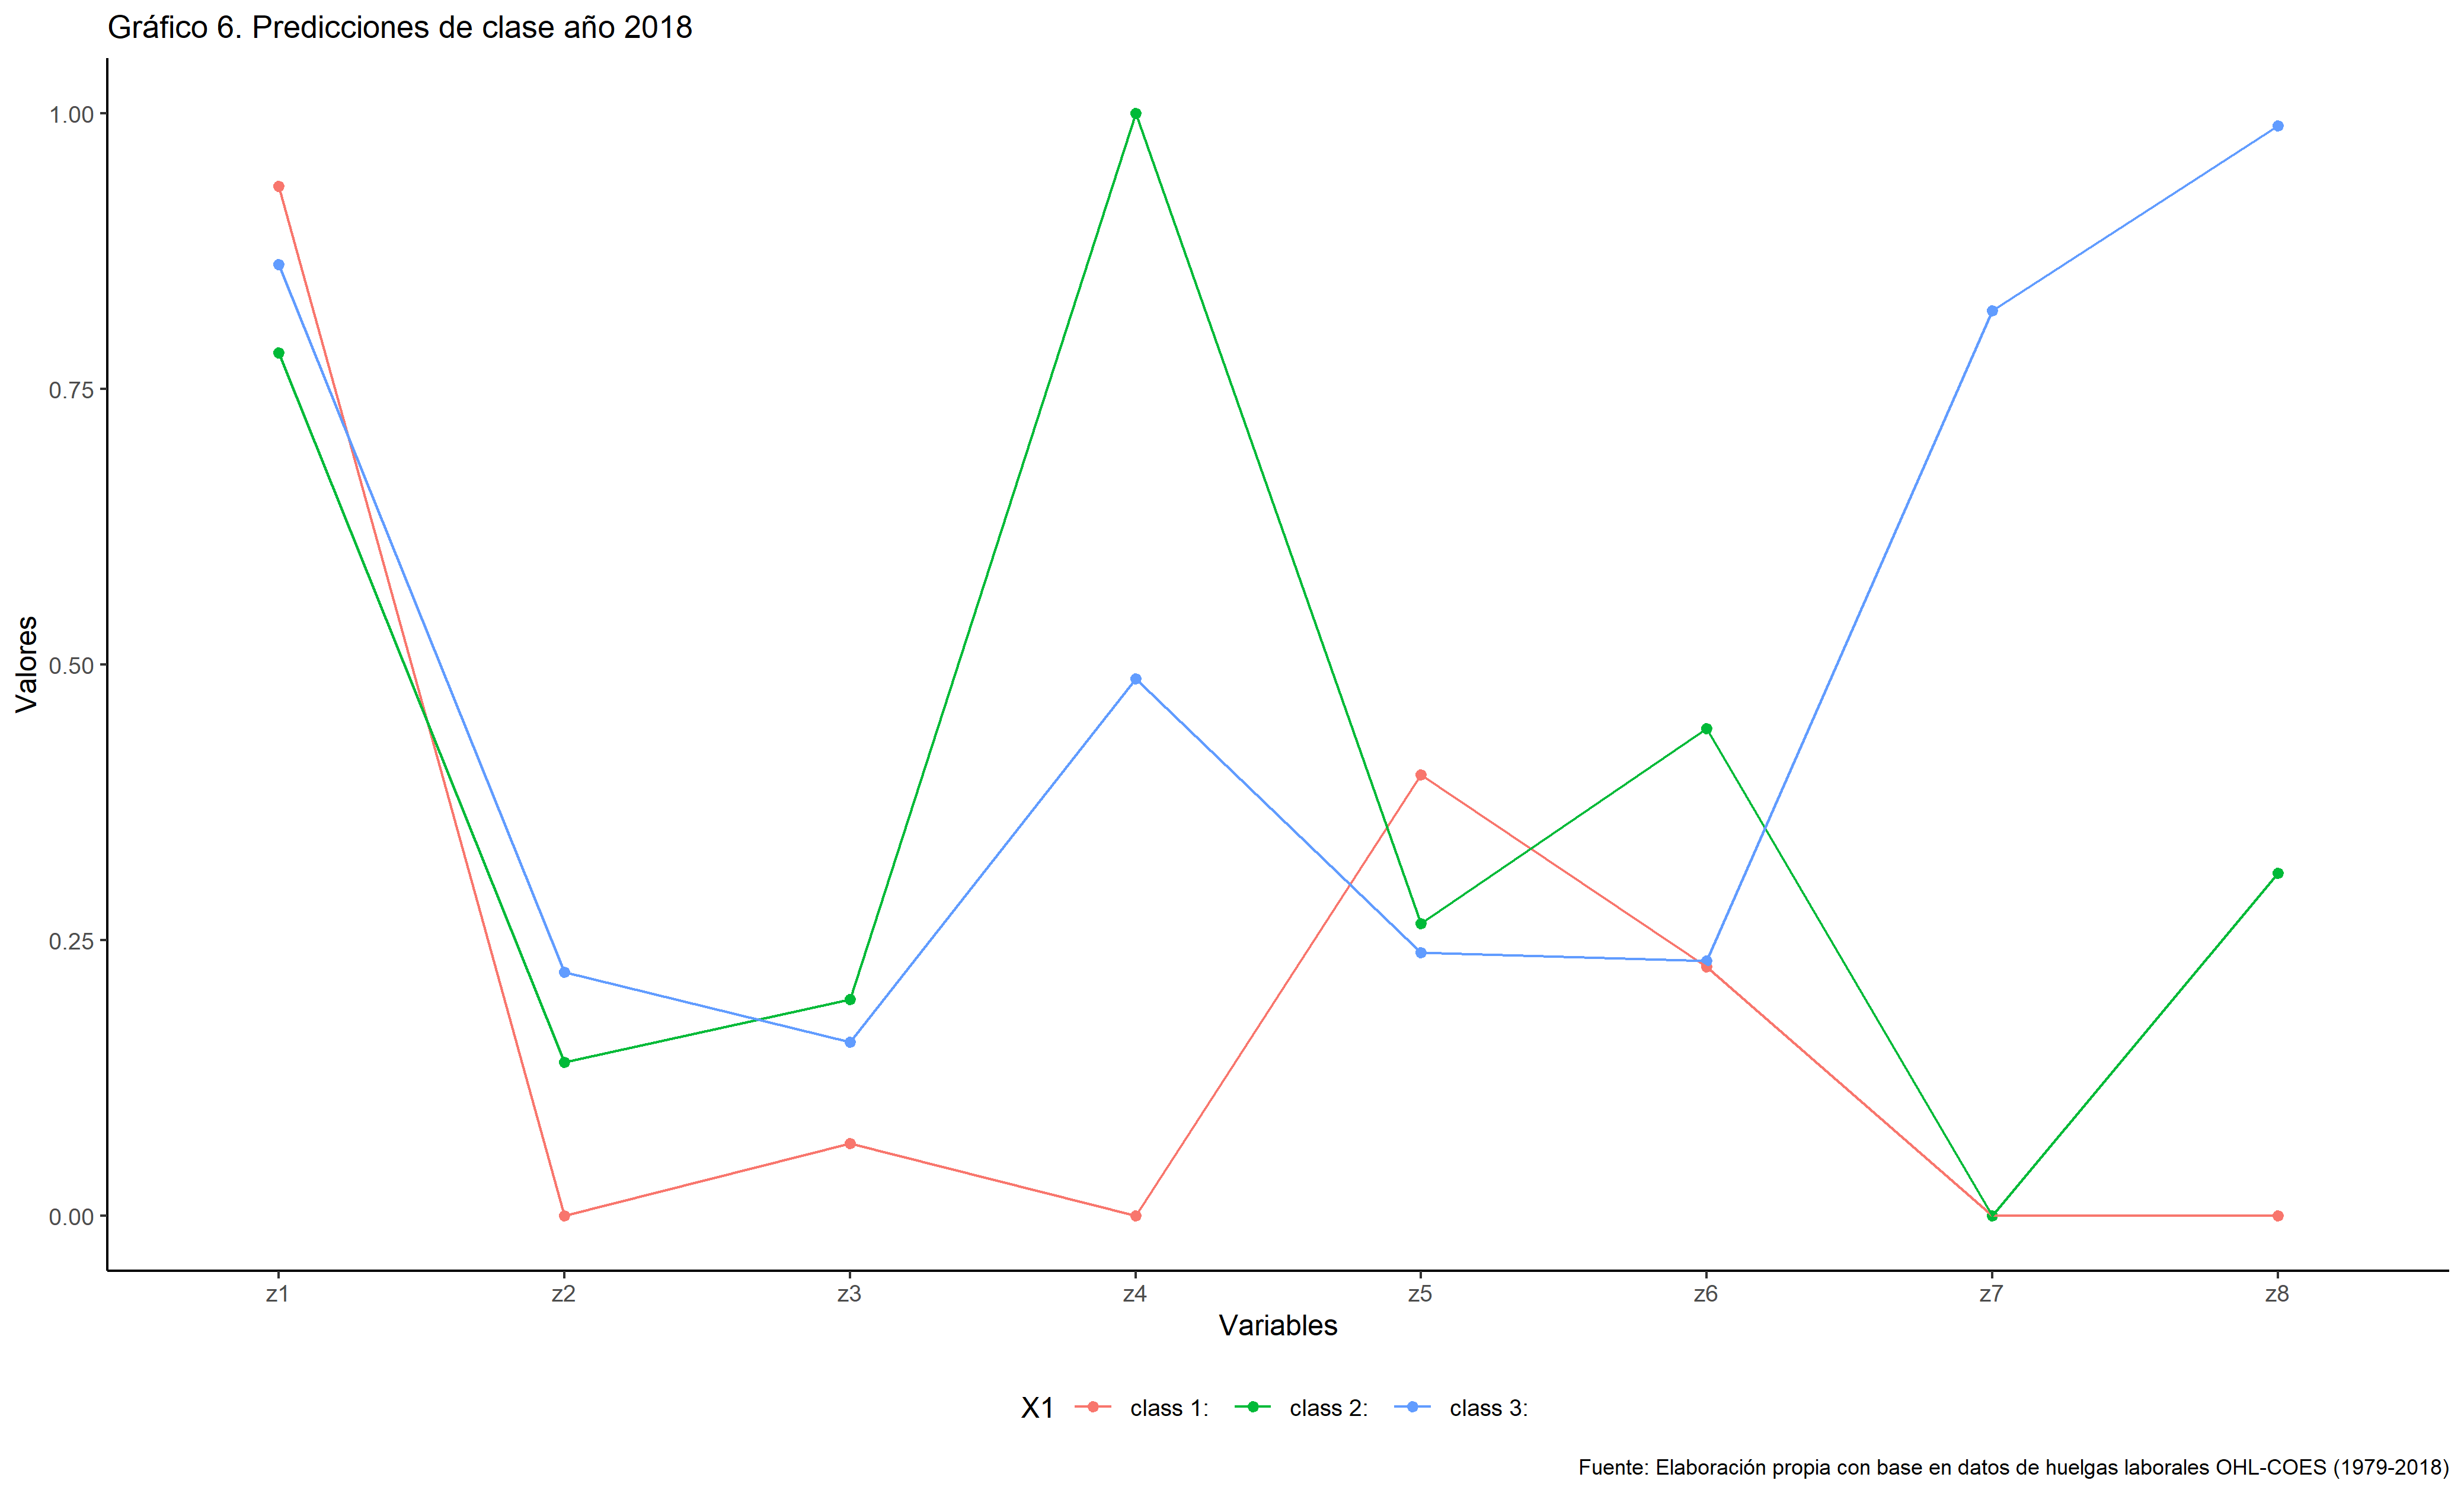 Gráfico 6. Predicciones de clase año 2018
Valores
1.00
0.75
0.50
0.25
0.00
z1 z2 z3 z4 z5 z6 z7 z8
Variables
X1 class 1: class 2: class 3:
Fuente: Elaboración propia con base en datos de huelgas laborales OHL-COES (1979-2018)